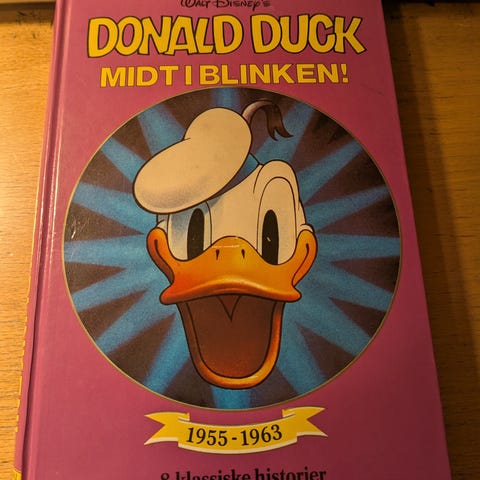 WALT DISNEY'S
DONALD DUCK
MIDT I BLINKEN!
1955-1963
8 klassiske historier